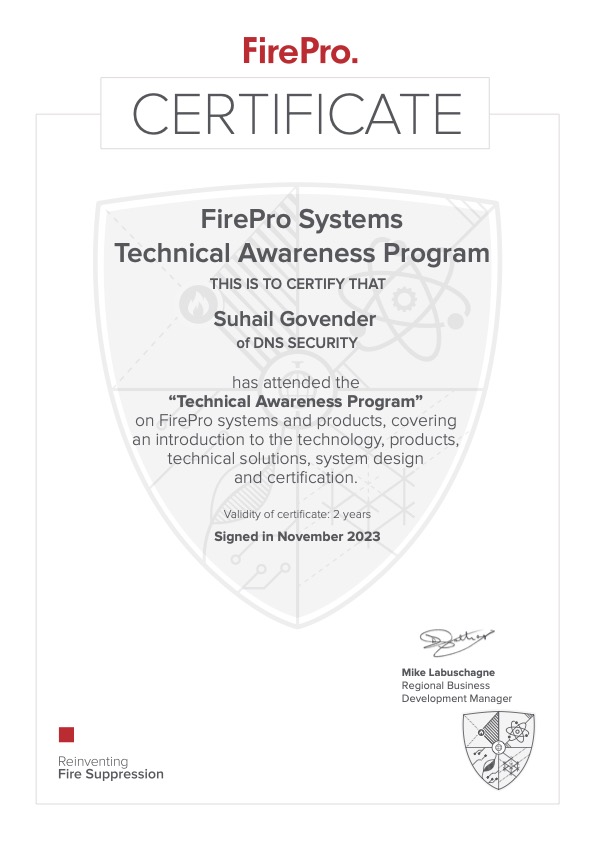 FirePro.
CERTIFICATE
FirePro Systems
Technical Awareness Program
THIS IS TO CERTIFY THAT
Suhail Govender
of DNS SECURITY
has attended the
“Technical Awareness Program”
on FirePro systems and products, covering
an introduction to the technology, products,
technical solutions, system design
and certification.
Validity of certificate: 2 years
Signed in November 2023
Mike Labuschagne
Regional Business
Development Manager
Reinventing
Fire Suppression